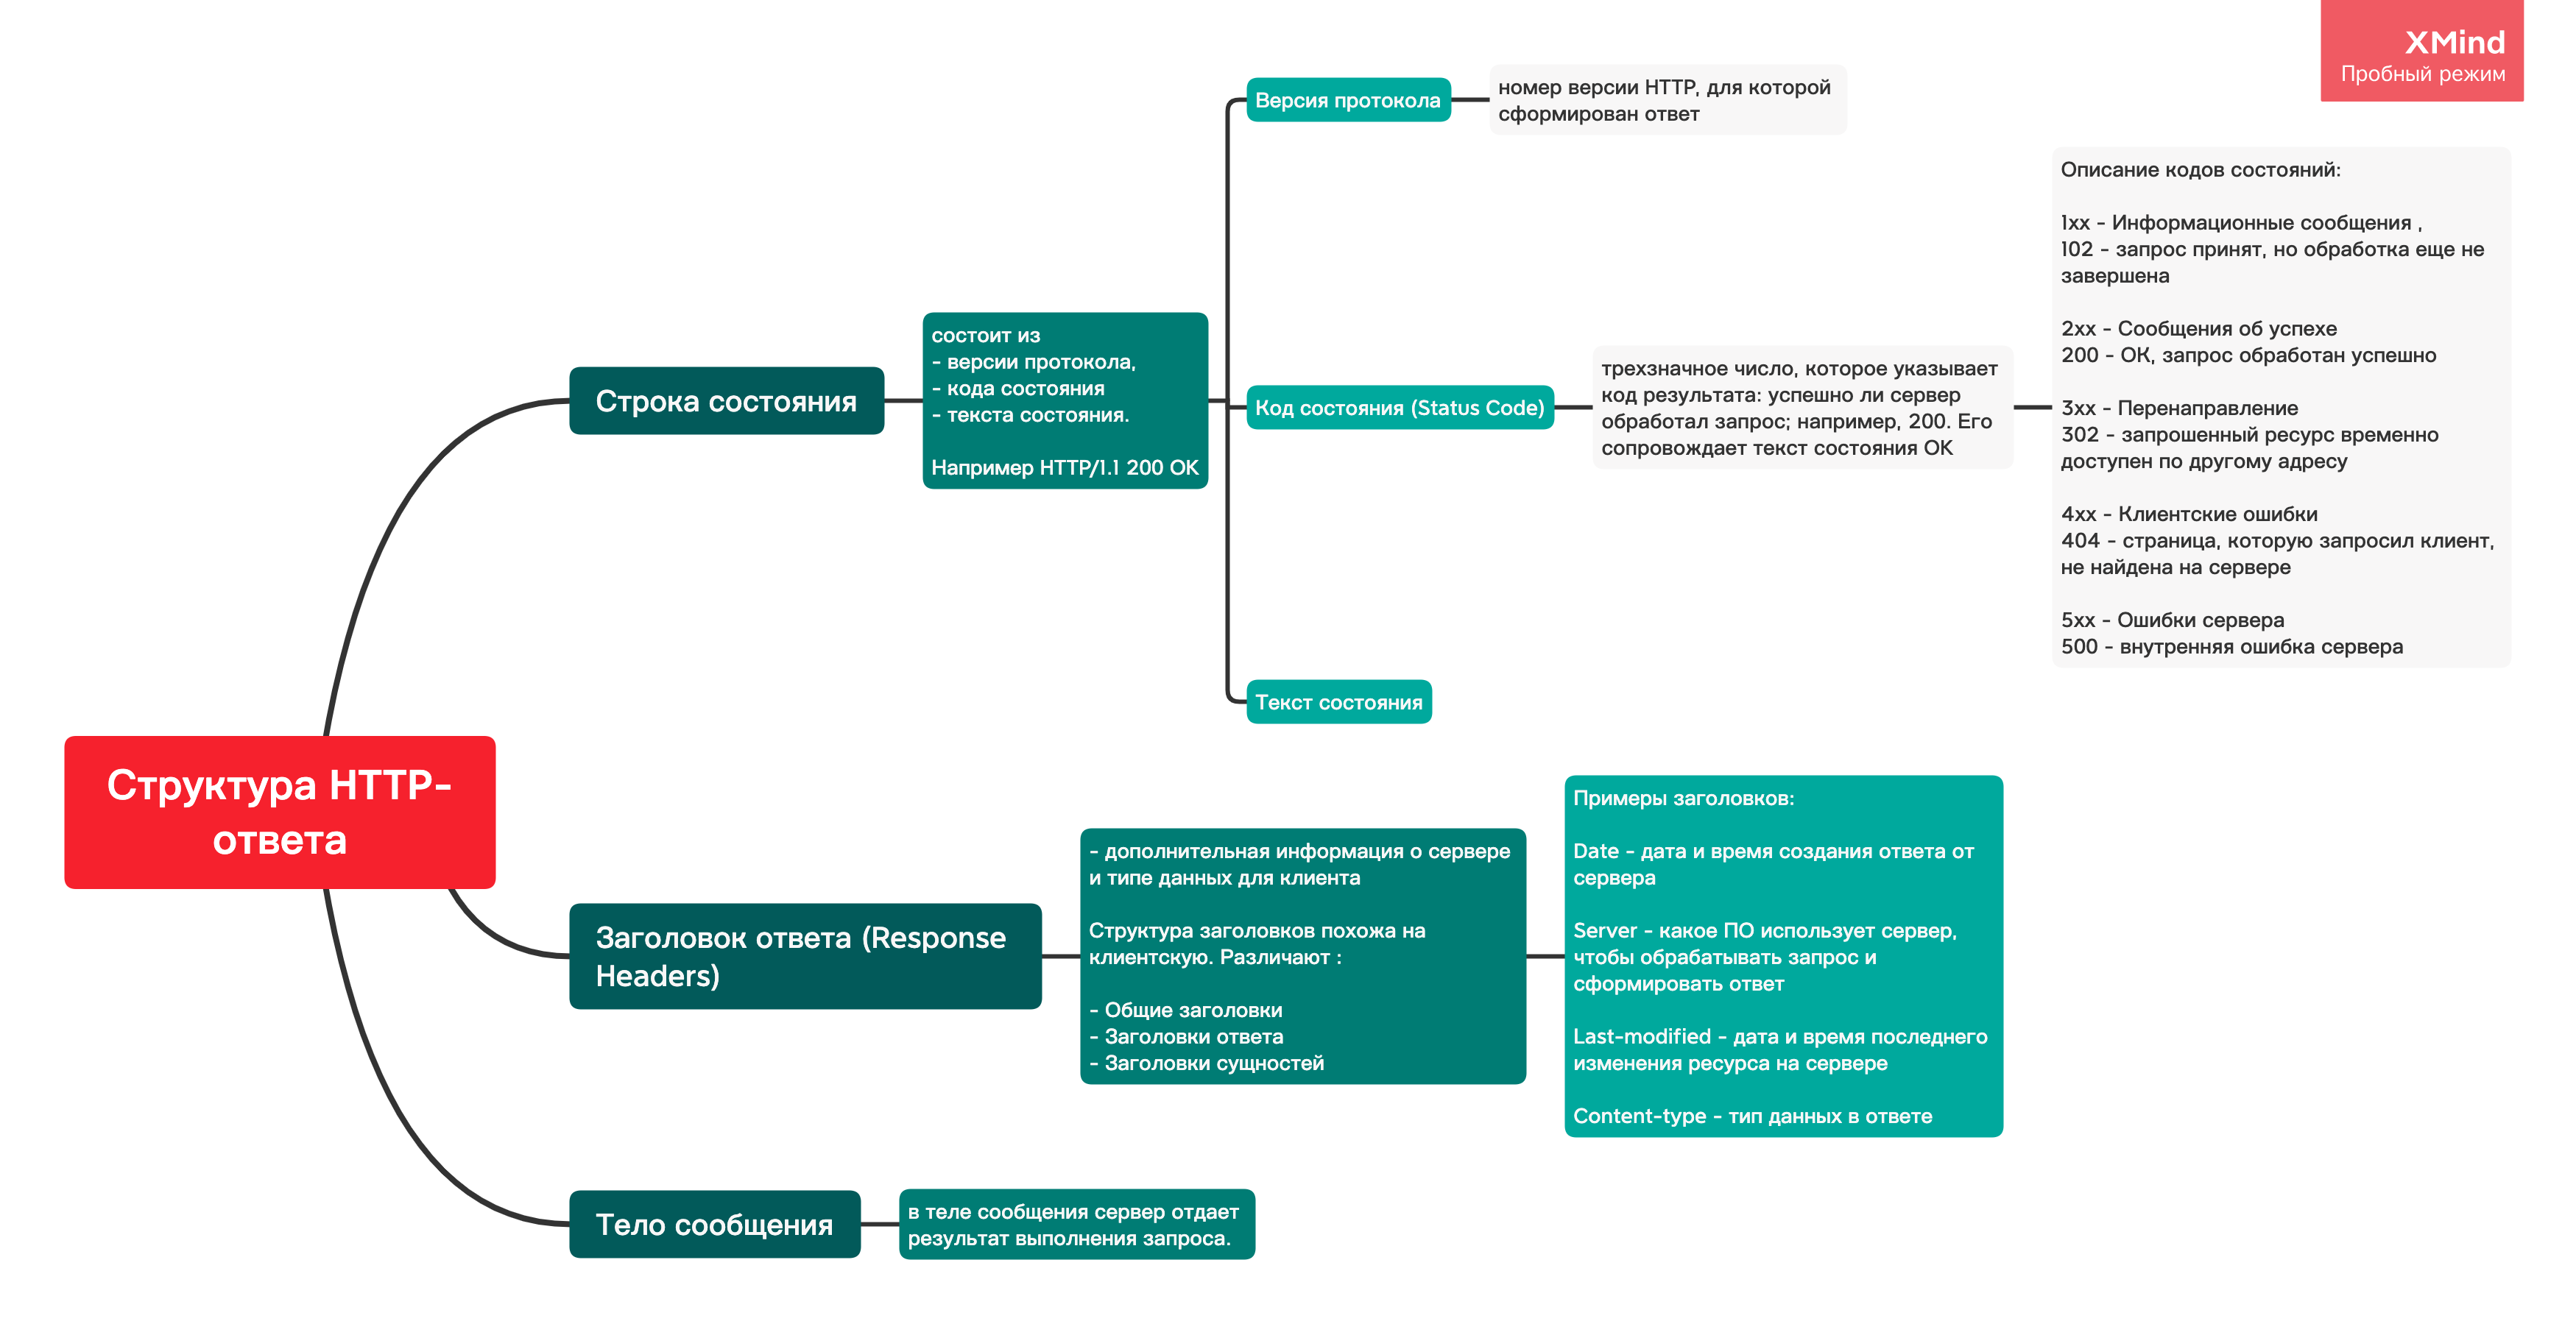 XMind
Пробный режим
Структура HTTP-
ответа
Строка состояния
состоит из
- версии протокола,
- кода состояния
- текста состояния.
Например HTTP/1.1 200 OK
Версия протокола
номер версии HTTP, для которой
сформирован ответ
Код состояния (Status Code)
трехзначное число, которое указывает
код результата: успешно ли сервер
обработал запрос; например, 200. Его
сопровождает текст состояния ОК
Описание кодов состояний:
1xx - Информационные сообщения ,
102 - запрос принят, но обработка еще не
завершена
2xx - Сообщения об успехе
200 - ОК, запрос обработан успешно
3xx - Перенаправление
302 - запрошенный ресурс временно
доступен по другому адресу
4xx - Клиентские ошибки
404 - страница, которую запросил клиент,
не найдена на сервере
5xx - Ошибки сервера
500 - внутренняя ошибка сервера
Текст состояния
Заголовок ответа (Response
Headers)
- дополнительная информация о сервере
и типе данных для клиента
Структура заголовков похожа на
клиентскую. Различают :
- Общие заголовки
- Заголовки ответа
- Заголовки сущностей
Примеры заголовков:
Date - дата и время создания ответа от
сервера
Server - какое ПО использует сервер,
чтобы обрабатывать запрос и
сформировать ответ
Last-modified - дата и время последнего
изменения ресурса на сервере
Content-type - тип данных в ответе
Тело сообщения
в теле сообщения сервер отдает
результат выполнения запроса.